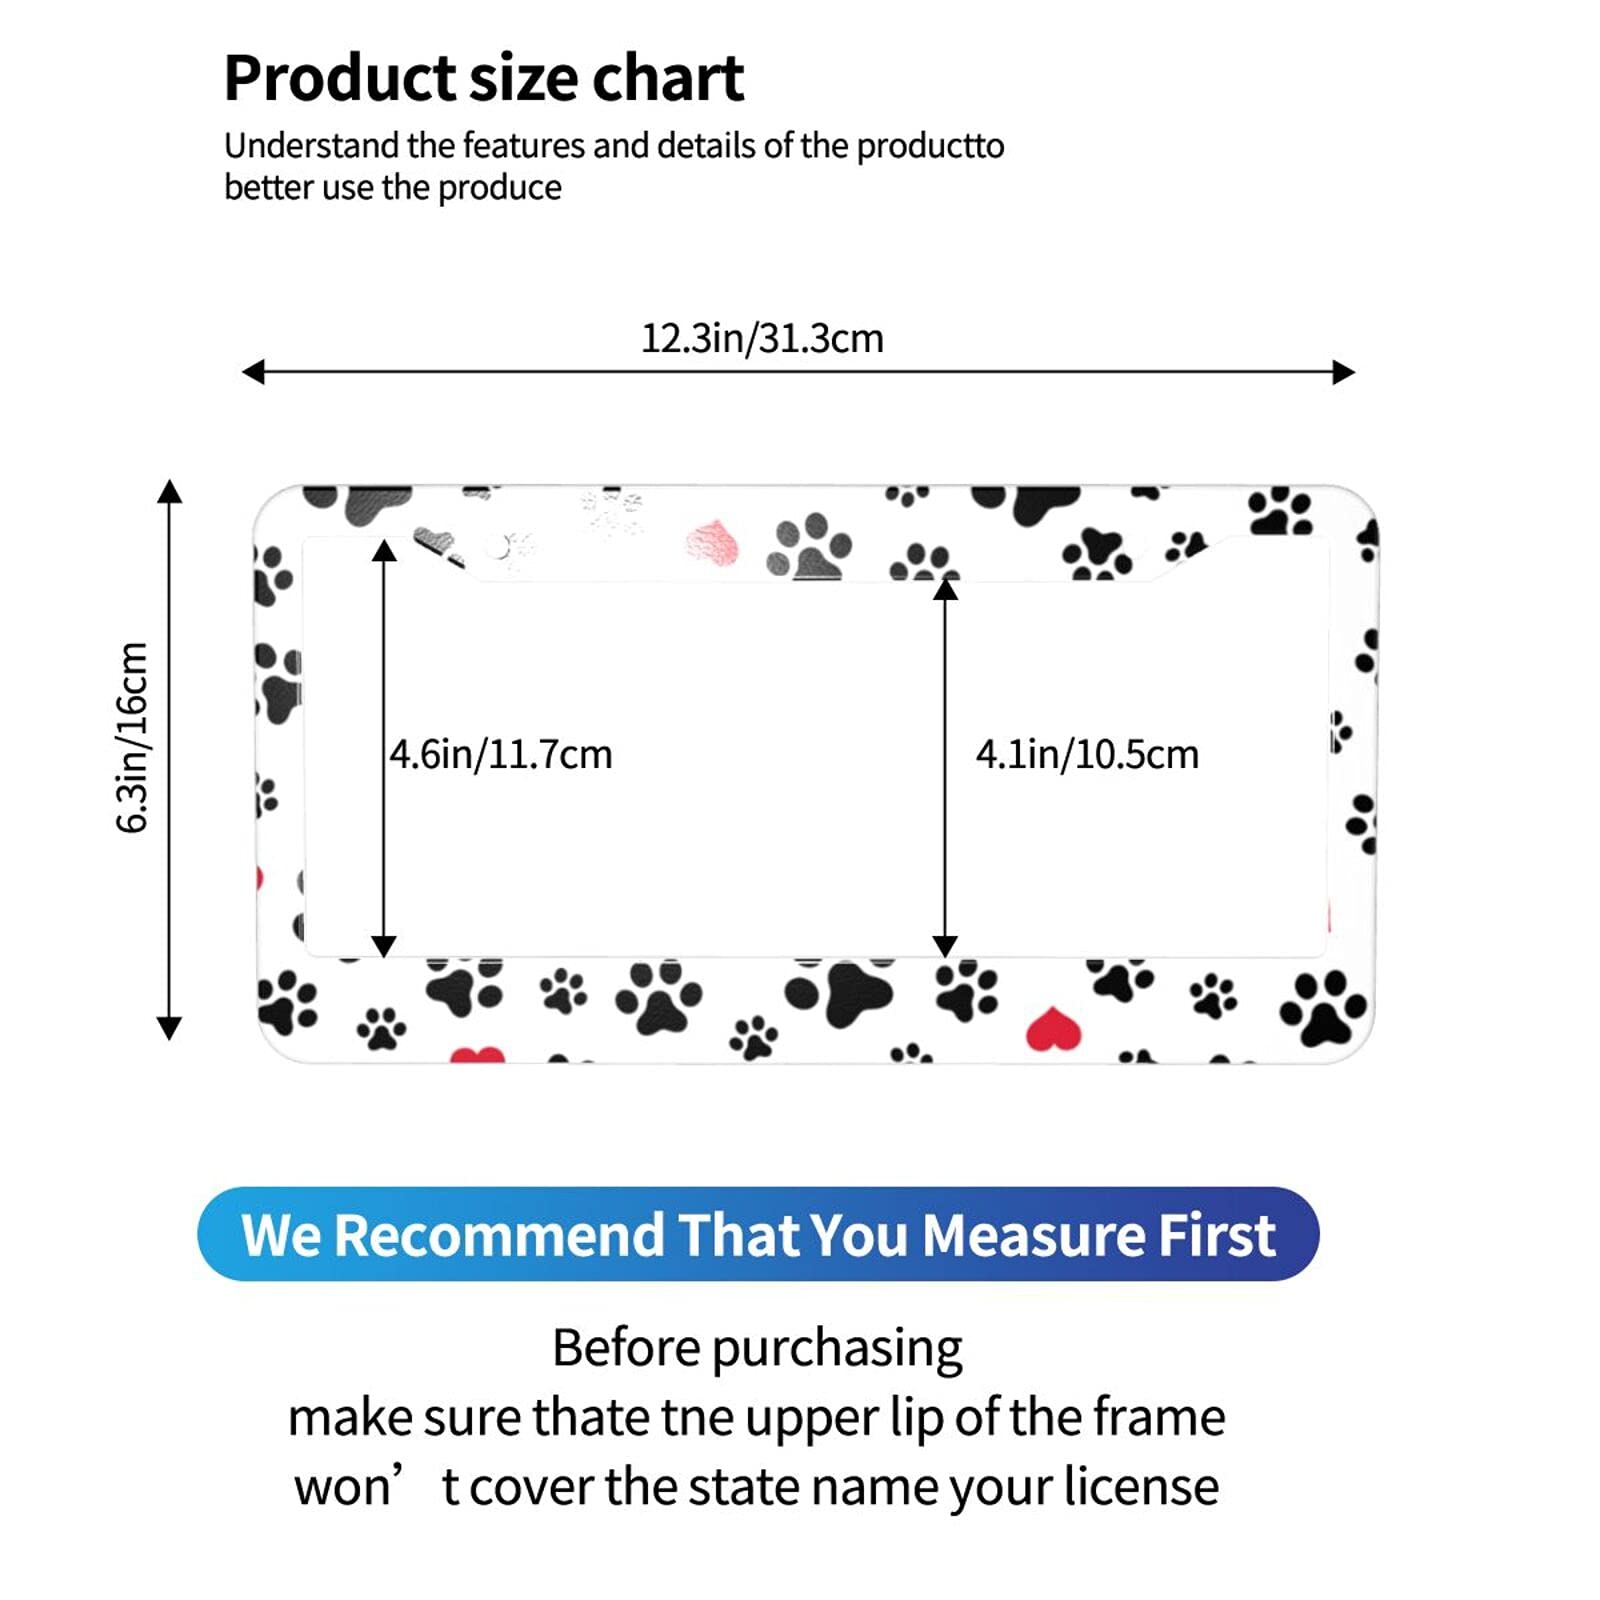 Product size chart
Understand the features and details of the productto
better use the produce
12.3in/31.3cm
6.3in/16cm
4.6in/11.7cm
4.1in/10.5cm
We Recommend That You Measure First
Before purchasing
make sure thate tne upper lip of the frame
won’ t cover the state name your license